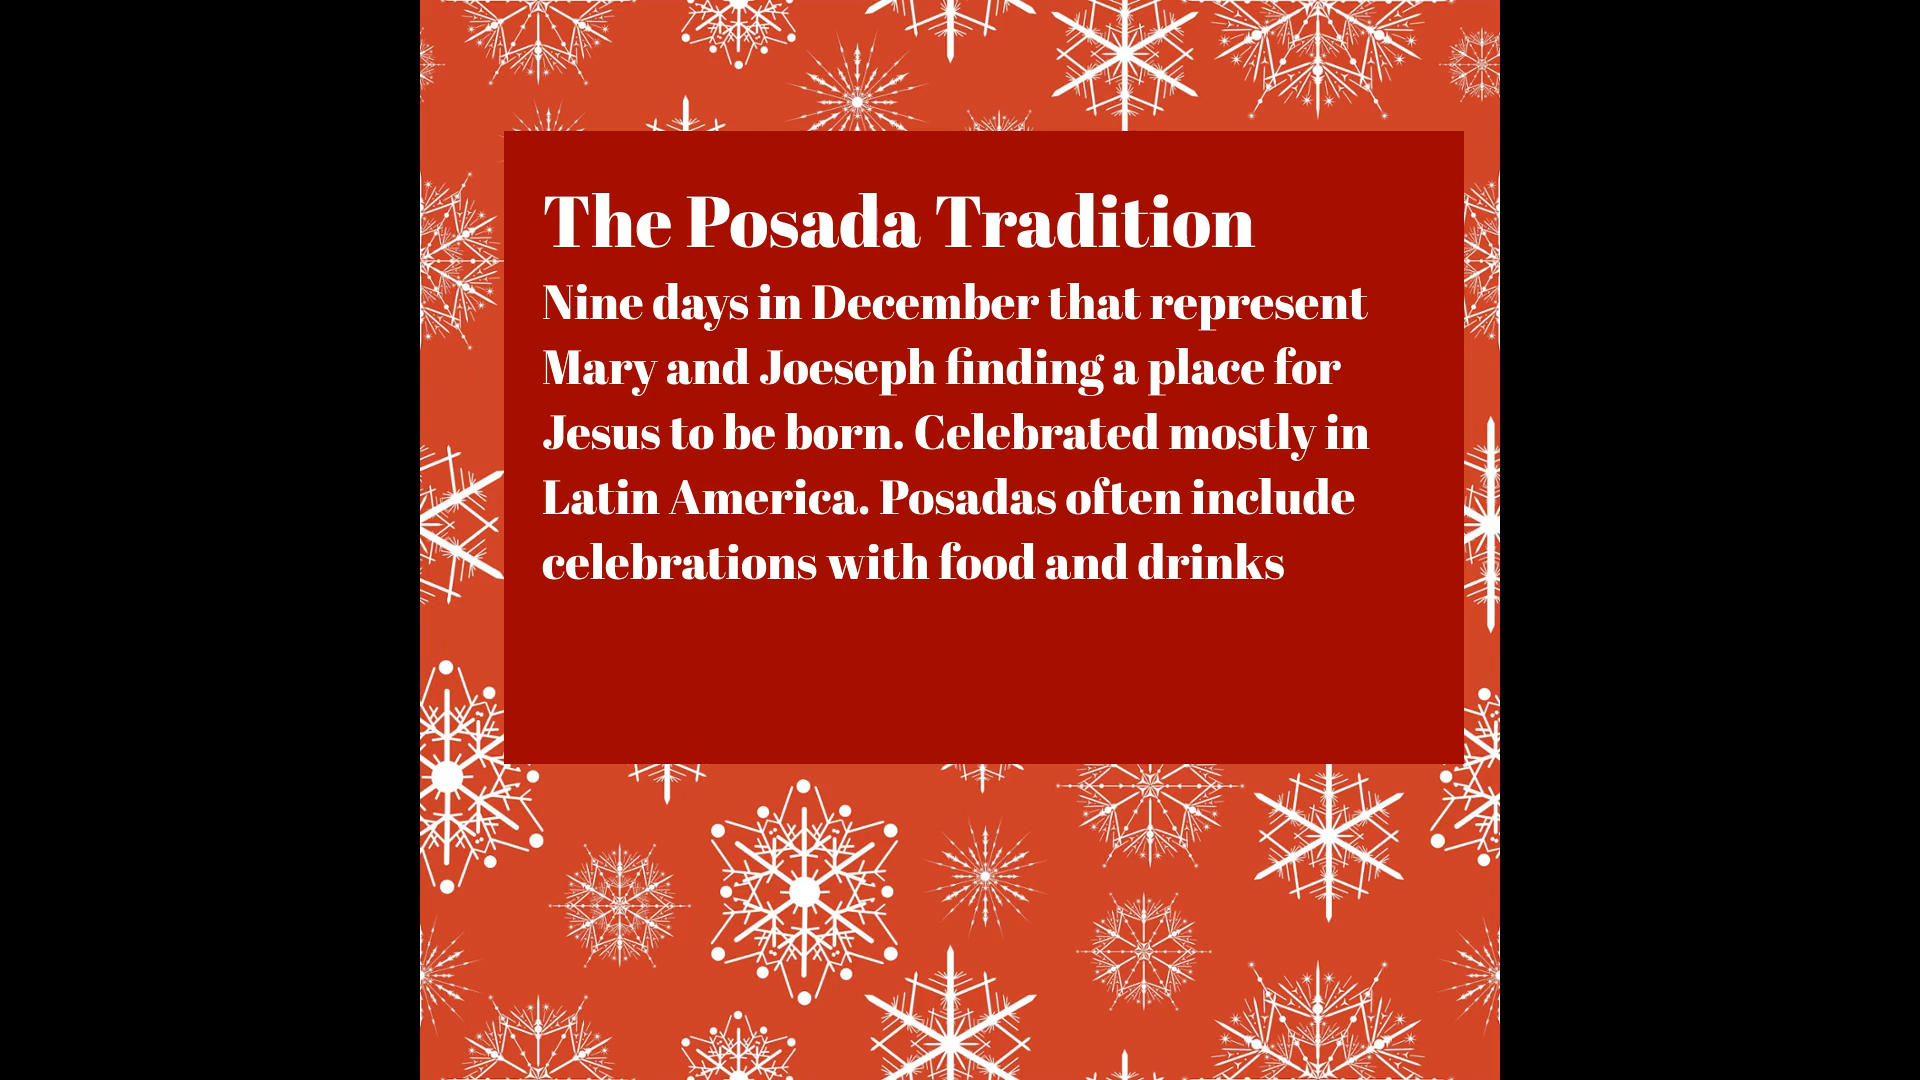 The Posada Tradition
Nine days in December that represent
Mary and Joeseph finding a place for
Jesus to be born. Celebrated mostly in
Latin America. Posadas often include
celebrations with food and drinks